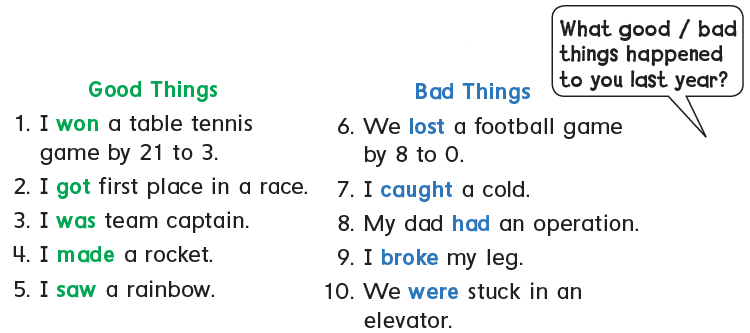 What good / bad
things happened
to you last year?
Good Things
1. I won a table tennis
game by 21 to 3.
2. I got first place in a race.
3. I was team captain.
4. I made a rocket.
5. I saw a rainbow.
Bad Things
6. We lost a football game
by 8 to 0.
7. I caught a cold.
8. My dad had an operation.
9. I broke my leg.
10. We were stuck in an
elevator.